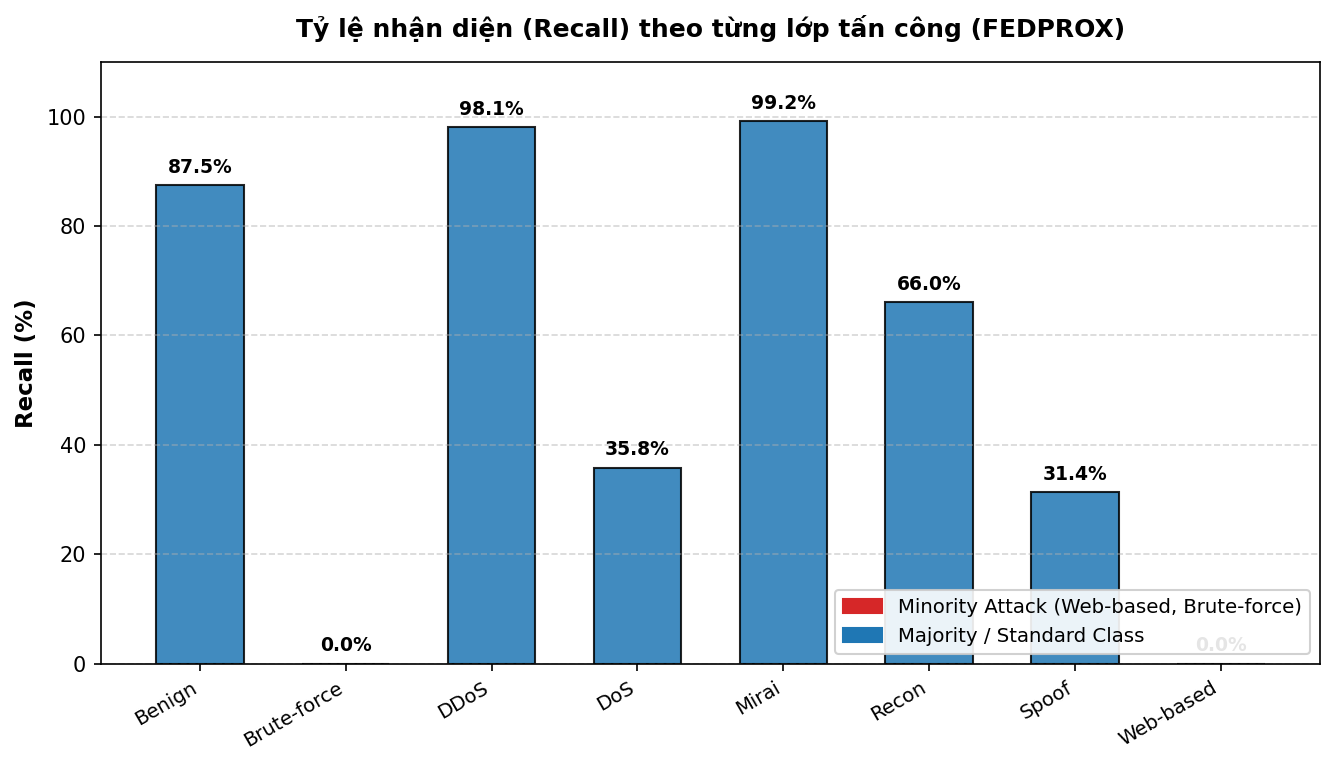 Tỷ lệ nhận diện (Recall) theo từng lớp tấn công (FEDPROX)
Recall (%)
100
80
60
40
20
0
87.5%
0.0%
98.1%
35.8%
99.2%
66.0%
31.4%
0.0%
Minority Attack (Web-based, Brute-force)
Majority / Standard Class
Benign
Brute-force
DDoS
DoS
Mirai
Recon
Spoof
Web-based